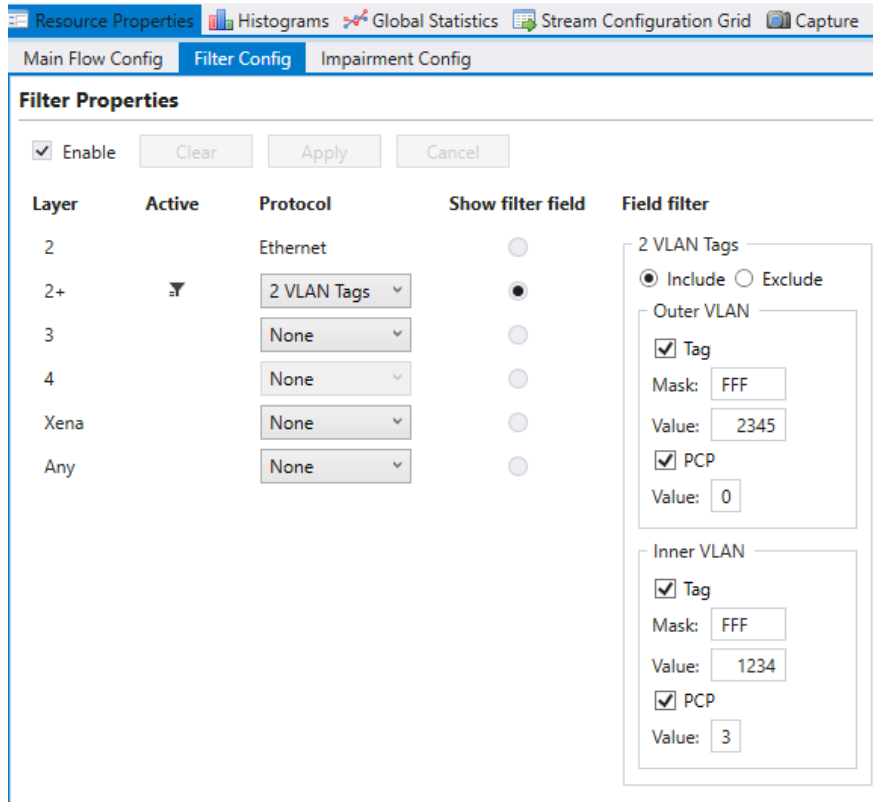 Resource Properties Histograms Global Statistics Stream Configuration Grid Capture
Main Flow Config Filter Config Impairment Config
Filter Properties
Enable Clear Apply Cancel
Layer Active Protocol Show filter field Field filter
2 Ethernet
2+ 2 VLAN Tags
3 None
4 None
Xena None
Any None
2 VLAN Tags
Include Exclude
Outer VLAN
Tag
Mask: FFF
Value: 2345
PCP
Value: 0
Inner VLAN
Tag
Mask: FFF
Value: 1234
PCP
Value: 3